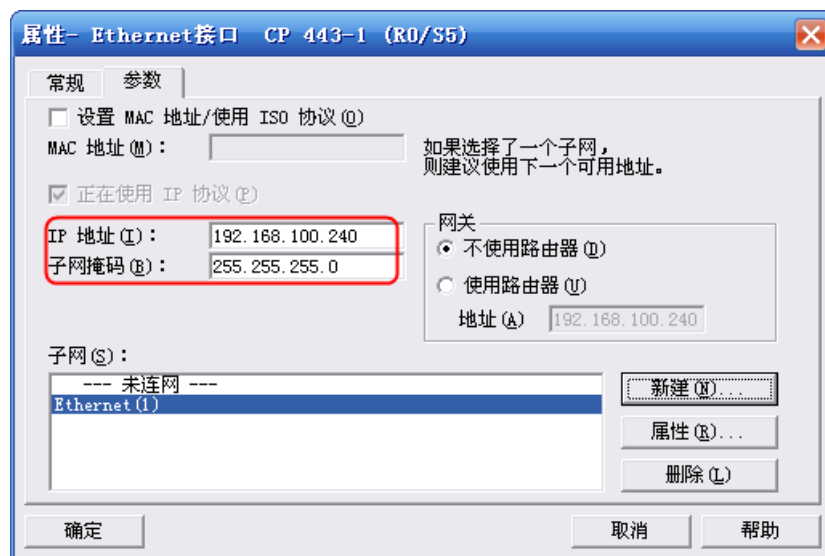 属性- Ethernet接口 CP 443-1 (R0/S5)
常规 参数
设置 MAC 地址/使用 ISO 协议(O)
MAC 地址(M):
如果选择了一个子网，
则建议使用下一个可用地址。
正在使用 IP 协议(P)
IP 地址(I): 192.168.100.240
子网掩码(B): 255.255.255.0
网关
不使用路由器(D)
使用路由器(U)
地址(A) 192.168.100.240
子网(S):
--- 未连网 ---
Ethernet(1)
新建(N)...
属性(R)...
删除(L)
确定 取消 帮助